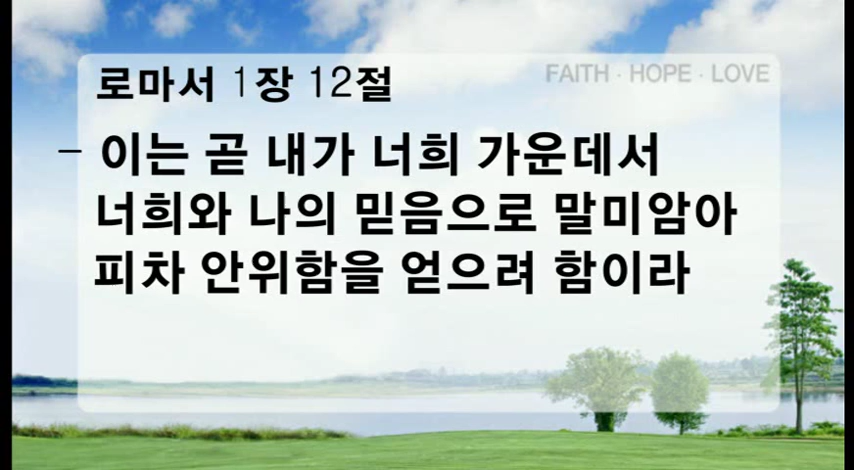 로마서 1장 12절
FAITH · HOPE · LOVE
– 이는 곧 내가 너희 가운데서
너희와 나의 믿음으로 말미암아
피차 안위함을 얻으려 함이라